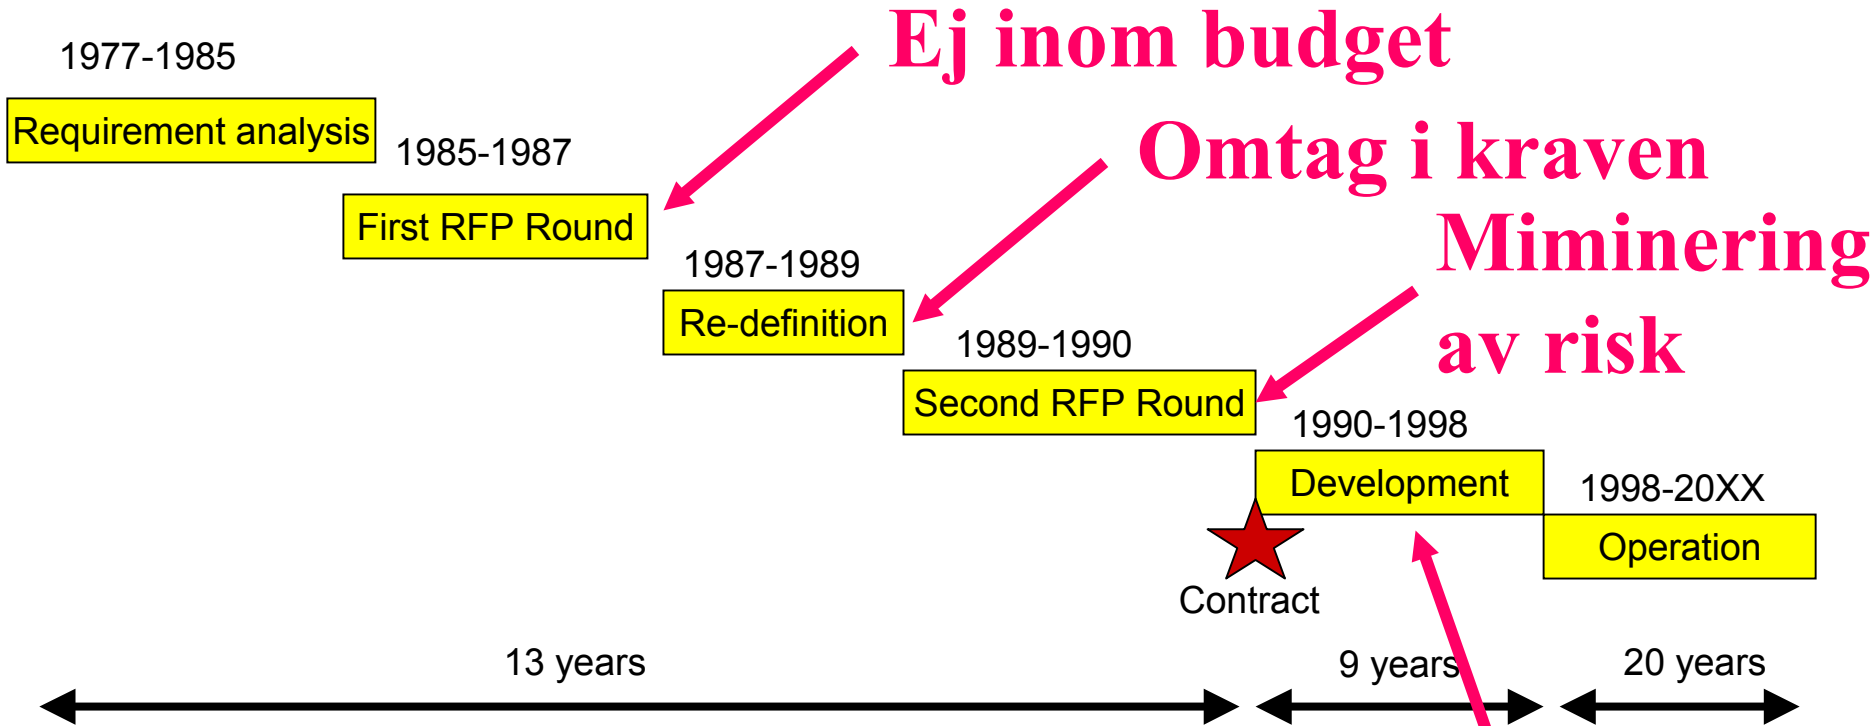 Ej inom budget
1977-1985
Requirement analysis
Omtag i kraven
1985-1987
First RFP Round
Miminering
av risk
1987-1989
Re-definition
1989-1990
Second RFP Round
1990-1998
Development
1998-20XX
Operation
Contract
13 years
9 years
20 years